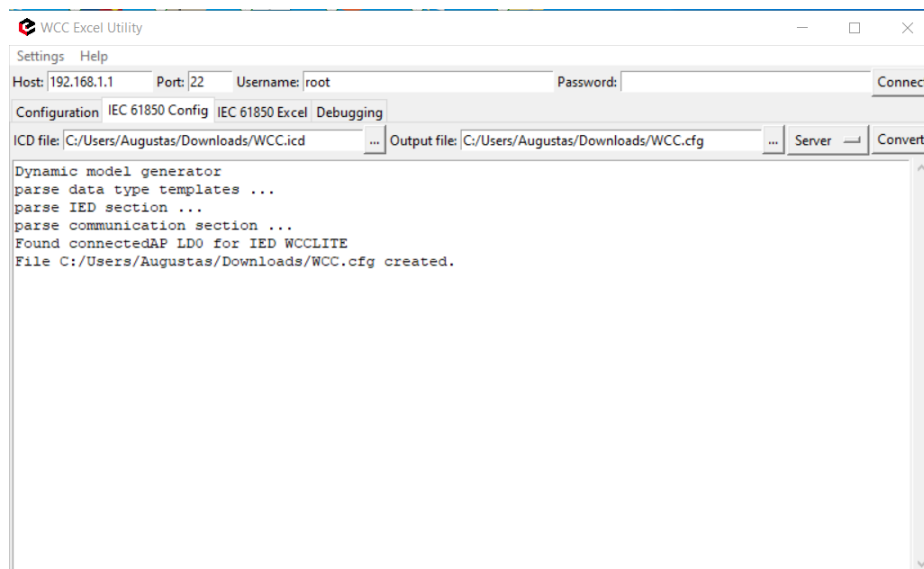 WCC Excel Utility
Settings Help
Host: 192.168.1.1 Port: 22 Username: root Password: Connec
Configuration IEC 61850 Config IEC 61850 Excel Debugging
ICD file: C:/Users/Augustas/Downloads/WCC.icd ... Output file: C:/Users/Augustas/Downloads/WCC.cfg ... Server Convert
Dynamic model generator
parse data type templates ...
parse IED section ...
parse communication section ...
Found connectedAP LD0 for IED WCCLITE
File C:/Users/Augustas/Downloads/WCC.cfg created.